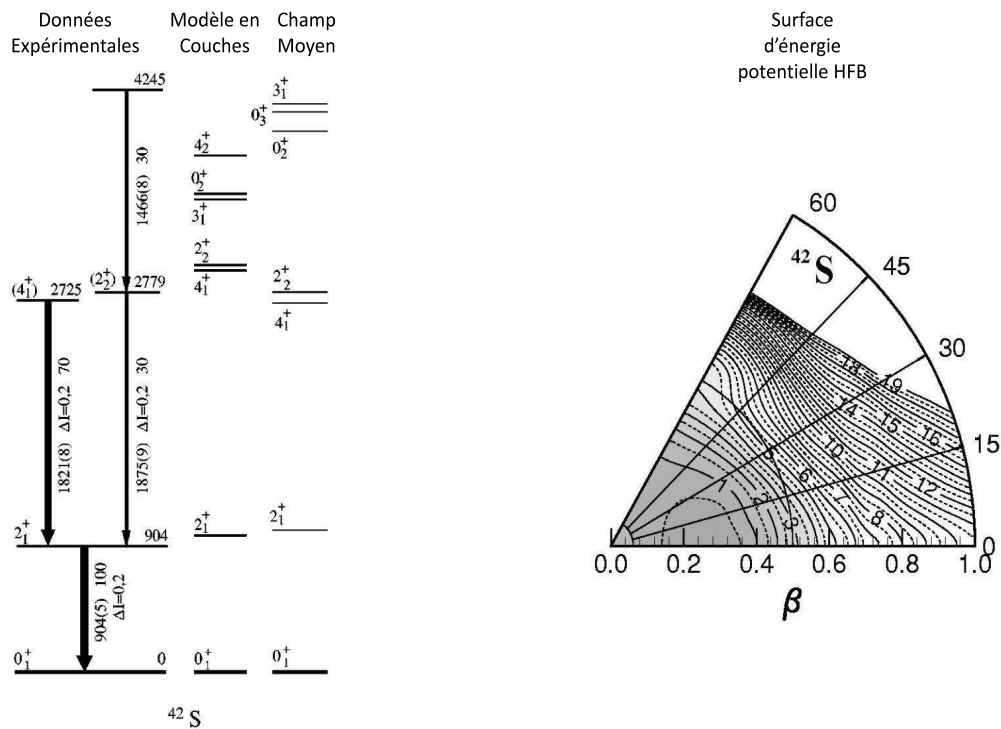 Données
Expérimentales
Modèle en
Couches
Champ
Moyen
Surface
d’énergie
potentielle HFB
4245
1466(8) 30
(4₁⁺) 2725
(2₂⁺) 2779
1821(8) ΔI=0,2 70
1875(9) ΔI=0,2 30
2₁⁺ 904
904(5) 100
ΔI=0,2
0₁⁺ 0
4₂⁺
0₂⁺
3₁⁺
2₂⁺
4₁⁺
2₁⁺
0₁⁺
3₁⁺
0₃⁺
0₂⁺
2₂⁺
4₁⁺
2₁⁺
0₁⁺
⁴² S
⁴²S
60
45
30
15
0
18
19
14
15
16
10
11
12
6
7
8
1
2
3
0.0 0.2 0.4 0.6 0.8 1.0
β